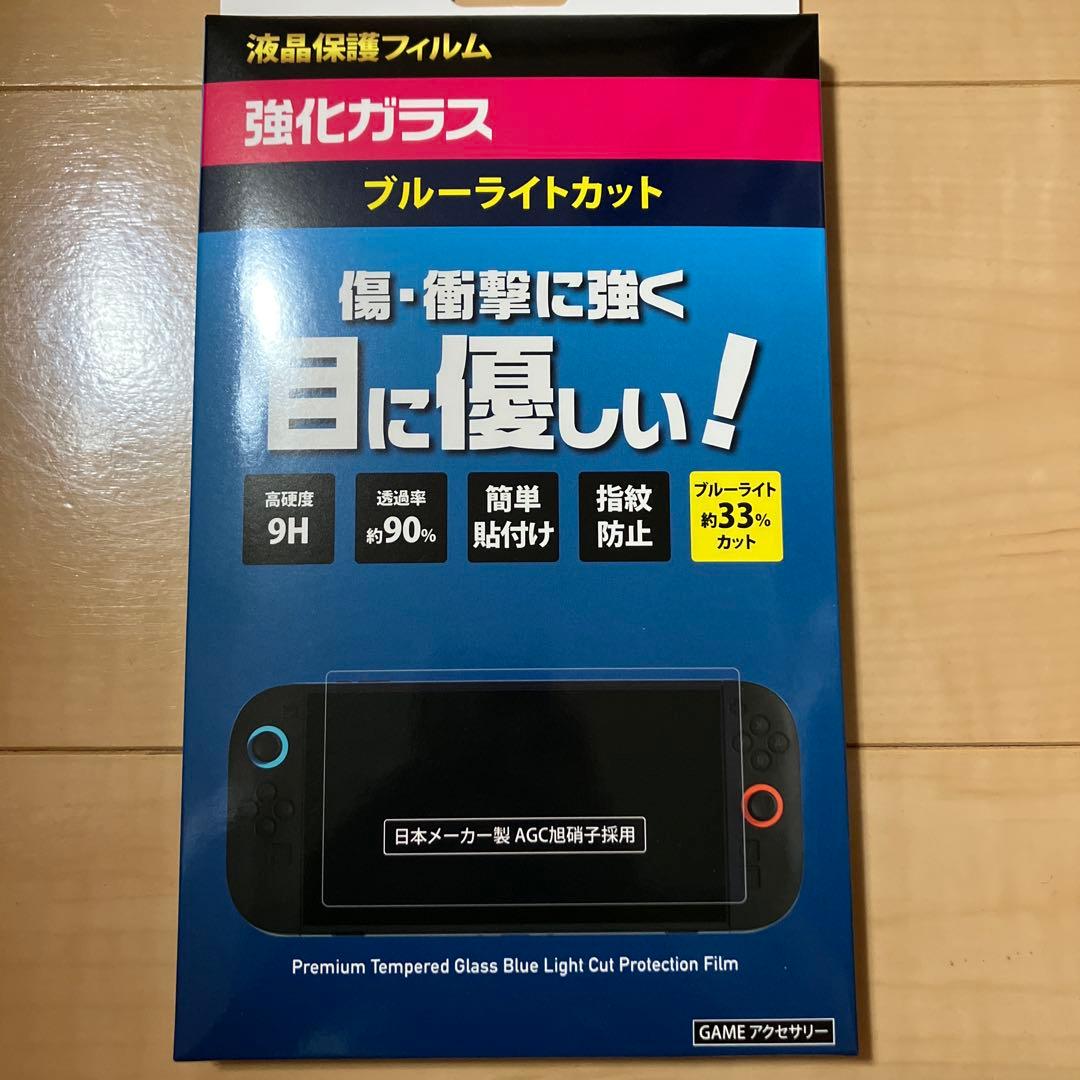 液晶保護フィルム
強化ガラス
ブルーライトカット
傷・衝撃に強く
目に優しい!
高硬度
9H
透過率
約90%
簡単
貼付け
指紋
防止
ブルーライト
約33%
カット
日本メーカー製 AGC旭硝子採用
Premium Tempered Glass Blue Light Cut Protection Film
GAME アクセサリー